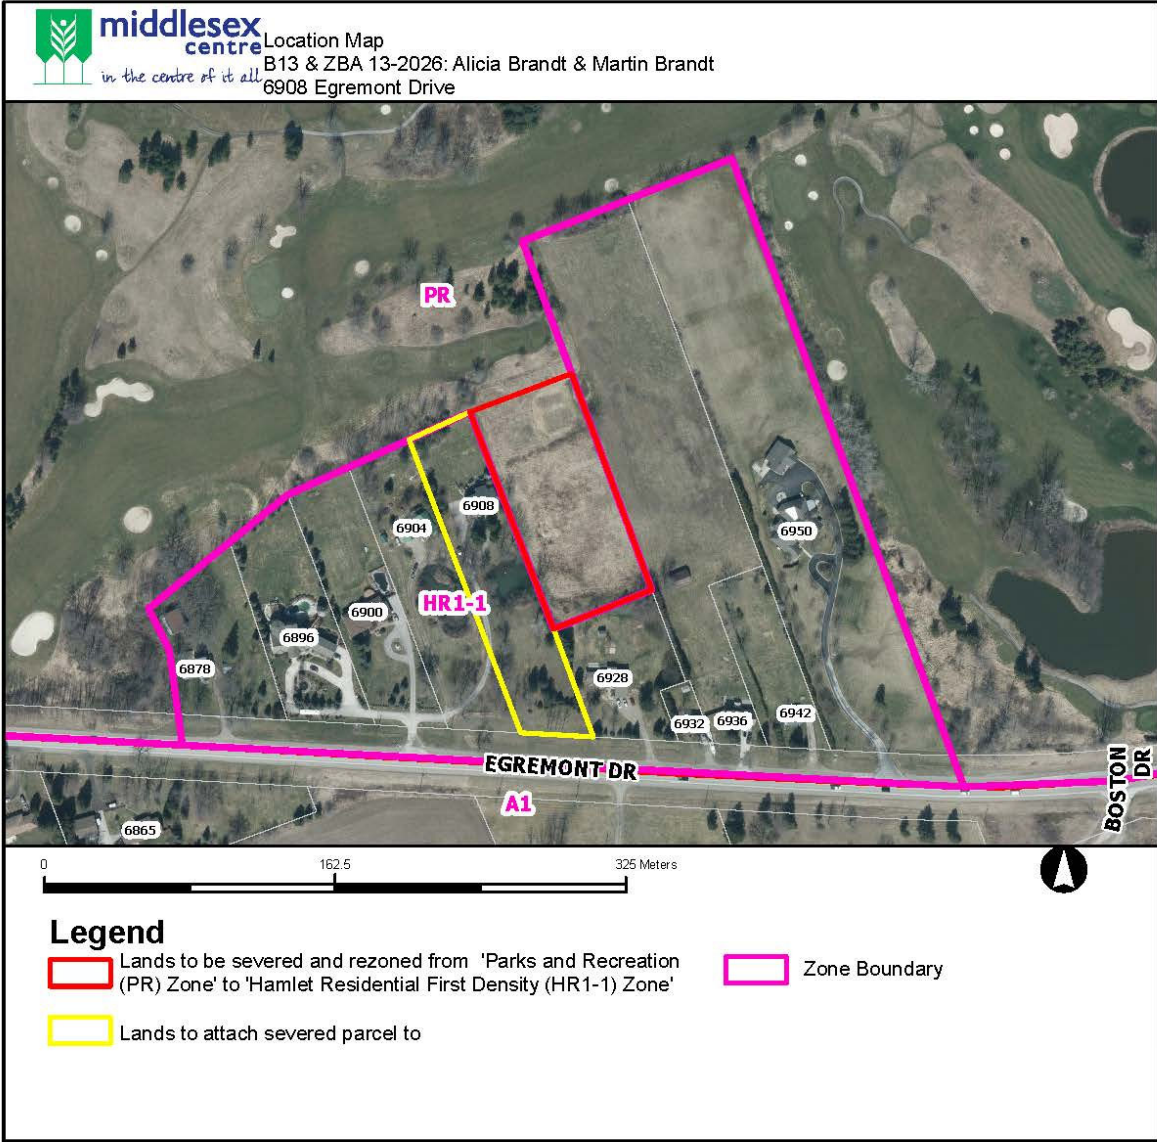 middlesex
centre
in the centre of it all
Location Map
B13 & ZBA 13-2026: Alicia Brandt & Martin Brandt
6908 Egremont Drive
PR
6908
6904
6950
HR1-1
6900
6896
6878
6928
6932
6936
6942
EGREMONT DR
BOSTON
DR
A1
6865
0
162.5
325 Meters
Legend
Lands to be severed and rezoned from 'Parks and Recreation
(PR) Zone' to 'Hamlet Residential First Density (HR1-1) Zone'
Zone Boundary
Lands to attach severed parcel to